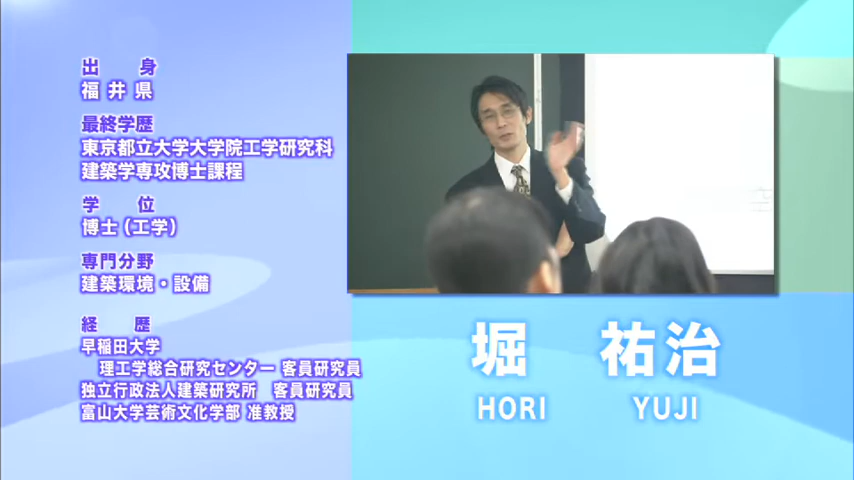 出 身
福井県
最終学歴
東京都立大学大学院工学研究科
建築学専攻博士課程
学 位
博士（工学）
専門分野
建築環境・設備
経 歴
早稲田大学
理工学総合研究センター 客員研究員
独立行政法人建築研究所 客員研究員
富山大学芸術文化学部 准教授
堀 祐治
HORI YUJI